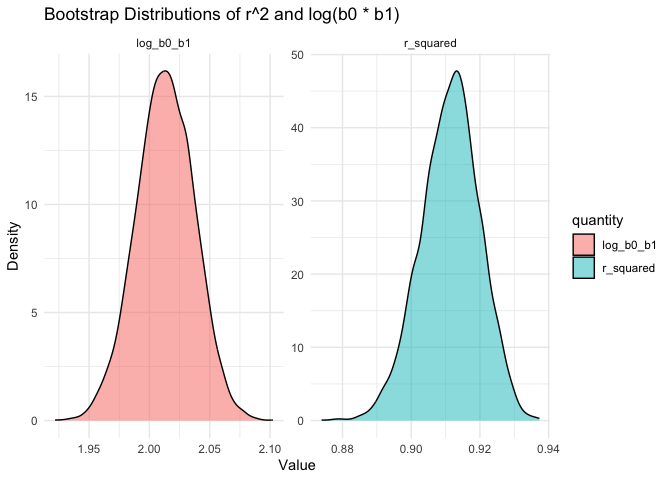 Bootstrap Distributions of r^2 and log(b0 * b1)
log_b0_b1
r_squared
Density
15
10
5
0
50
40
30
20
10
0
1.95
2.00
2.05
2.10
0.88
0.90
0.92
0.94
Value
quantity
log_b0_b1
r_squared